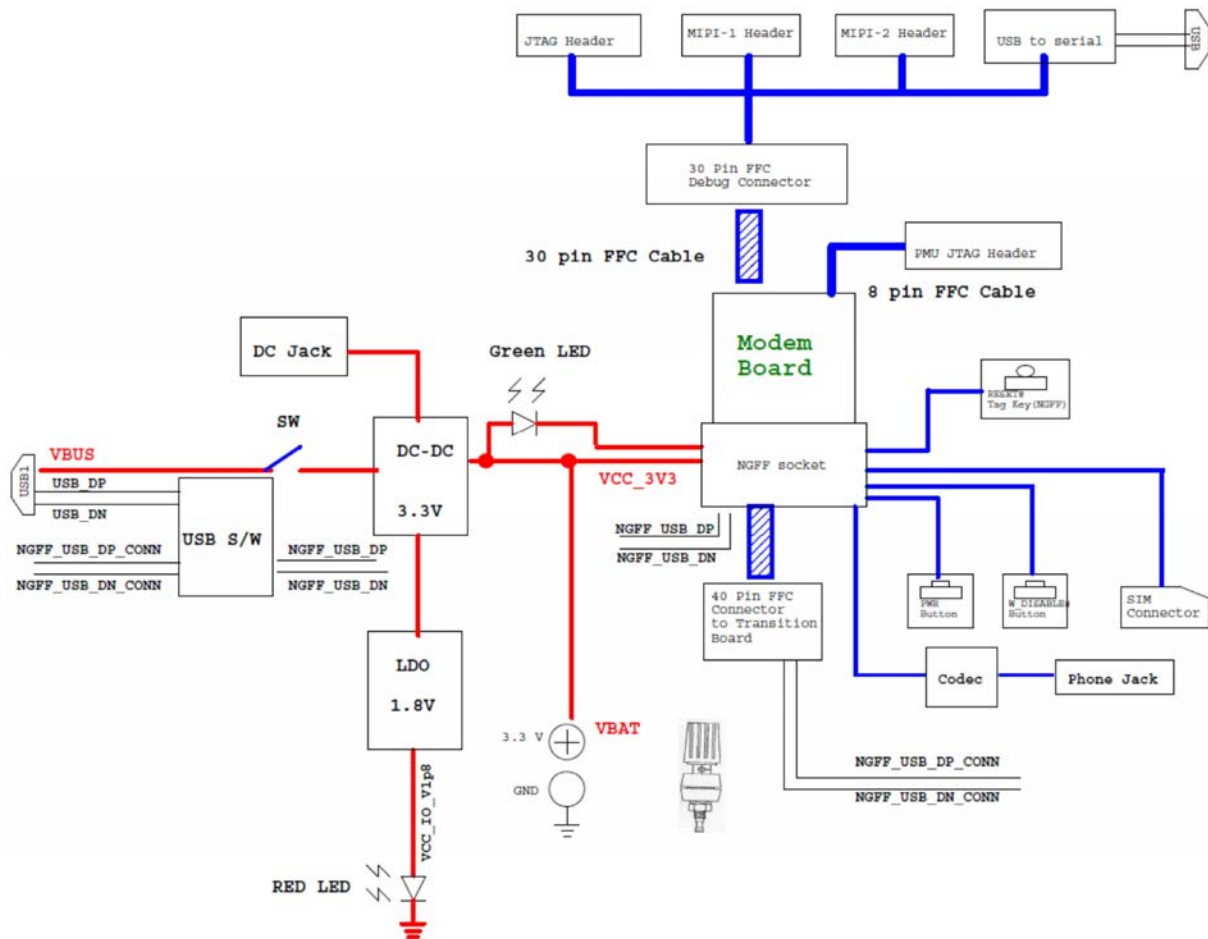 JTAG Header
MIPI-1 Header
MIPI-2 Header
USB to serial
USB
30 Pin FFC
Debug Connector
30 pin FFC Cable
PMU JTAG Header
8 pin FFC Cable
Modem
Board
DC Jack
Green LED
RESET#
Tag Key(NGFF)
SW
VBUS
DC-DC
3.3V
NGFF socket
VCC_3V3
USB1
USB_DP
USB_DN
USB S/W
NGFF_USB_DP_CONN
NGFF_USB_DN_CONN
NGFF_USB_DP
NGFF_USB_DN
NGFF_USB_DP
NGFF_USB_DN
40 Pin FFC
Connector
to Transition
Board
PWR
Button
W_DISABLE#
Button
SIM
Connector
LDO
1.8V
Codec
Phone Jack
3.3 V
VBAT
GND
VCC_IO_V1p8
NGFF_USB_DP_CONN
NGFF_USB_DN_CONN
RED LED